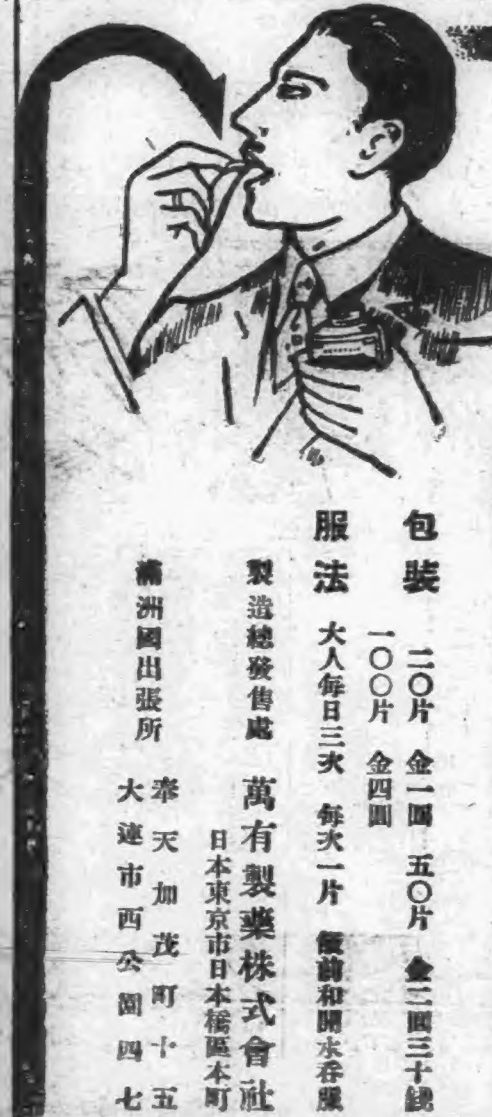 包裝　二〇片　金一圓　五〇片　金二圓三十錢
一〇〇片　金四圓
服法　大人每日三次　每次一片　飯前和開水吞服
製造總發售處　萬有製藥株式會社
日本東京市日本橋區本町
滿洲國出張所　奉天加茂町十五
大連市西公園四七